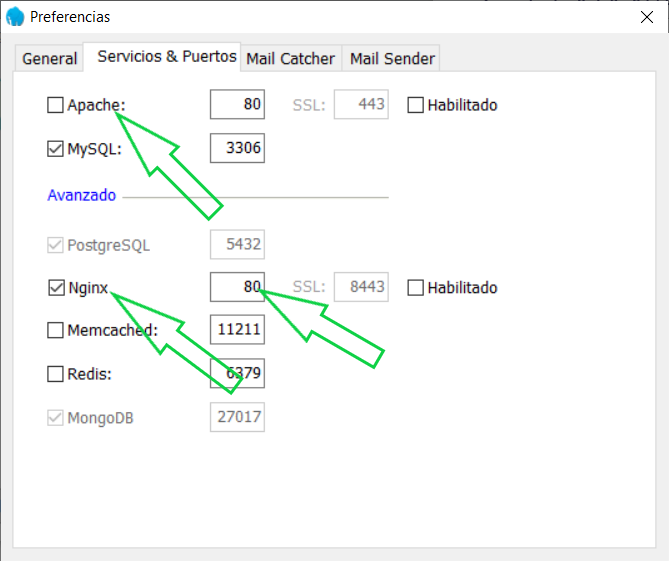 Preferencias
General Servicios & Puertos Mail Catcher Mail Sender
Apache: 80 SSL: 443 Habilitado
MySQL: 3306
Avanzado
PostgreSQL 5432
Nginx 80 SSL: 8443 Habilitado
Memcached: 11211
Redis: 6379
MongoDB 27017